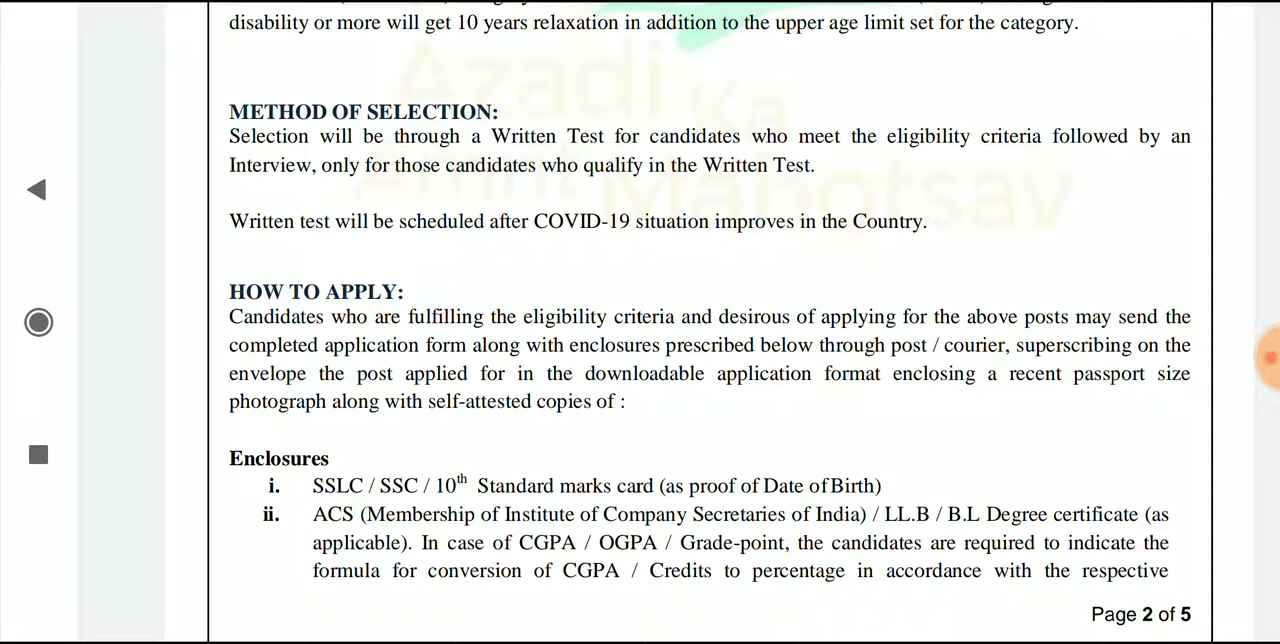 disability or more will get 10 years relaxation in addition to the upper age limit set for the category.
Azadi
Ka
Amrit Mahotsav
METHOD OF SELECTION:
Selection will be through a Written Test for candidates who meet the eligibility criteria followed by an
Interview, only for those candidates who qualify in the Written Test.
Written test will be scheduled after COVID-19 situation improves in the Country.
HOW TO APPLY:
Candidates who are fulfilling the eligibility criteria and desirous of applying for the above posts may send the
completed application form along with enclosures prescribed below through post / courier, superscribing on the
envelope the post applied for in the downloadable application format enclosing a recent passport size
photograph along with self-attested copies of :
Enclosures
i. SSLC / SSC / 10th Standard marks card (as proof of Date of Birth)
ii. ACS (Membership of Institute of Company Secretaries of India) / LL.B / B.L Degree certificate (as
applicable). In case of CGPA / OGPA / Grade-point, the candidates are required to indicate the
formula for conversion of CGPA / Credits to percentage in accordance with the respective
Page 2 of 5